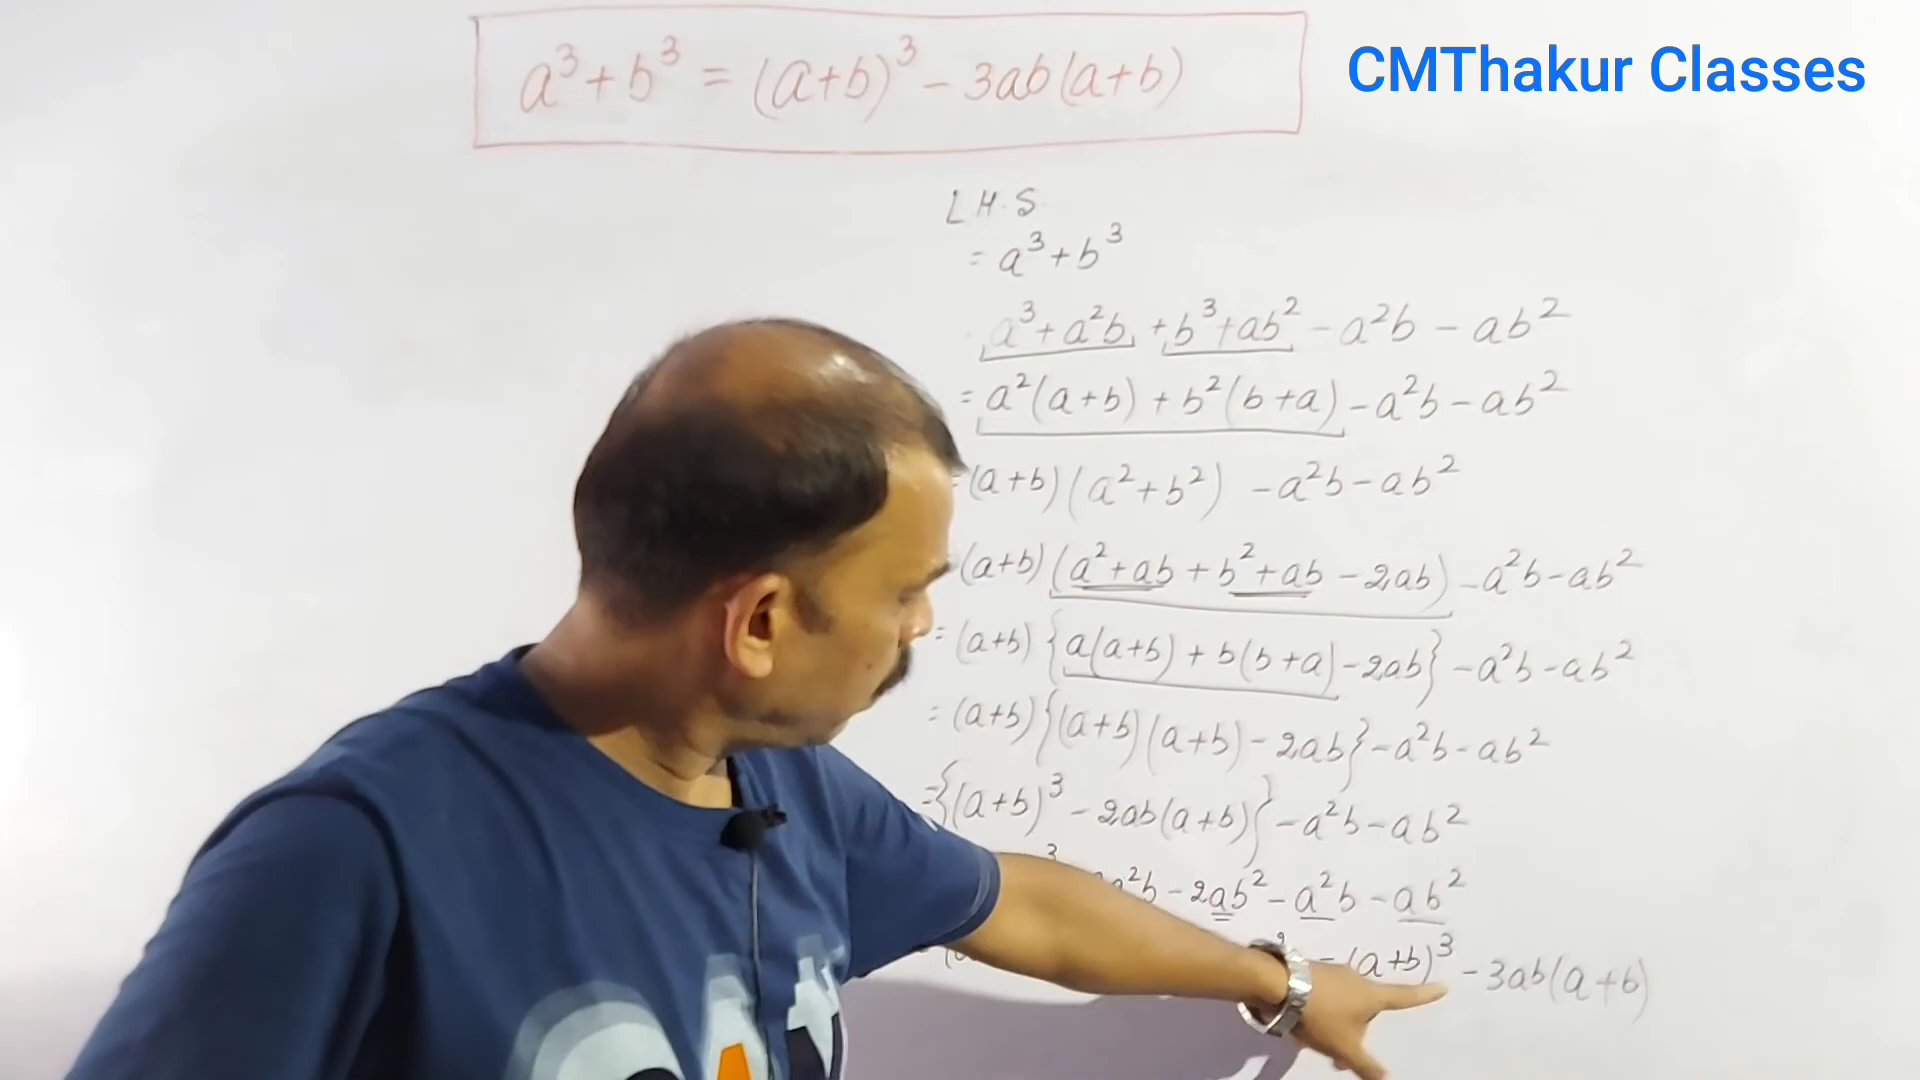 a³+b³ = (a+b)³ - 3ab(a+b)
CMThakur Classes
L.H.S.
= a³+b³
a³+a²b +b³+ab² - a²b - ab²
= a²(a+b) + b²(b+a) - a²b - ab²
=(a+b)(a²+b²) - a²b - ab²
(a+b)(a²+ab + b²+ab - 2ab) - a²b - ab²
= (a+b){a(a+b) + b(b+a) - 2ab} - a²b - ab²
= (a+b){(a+b)(a+b) - 2ab} - a²b - ab²
={(a+b)³ - 2ab(a+b)} - a²b - ab²
a²b - 2ab² - a²b - ab²
= (a+b)³ - 3ab(a+b)